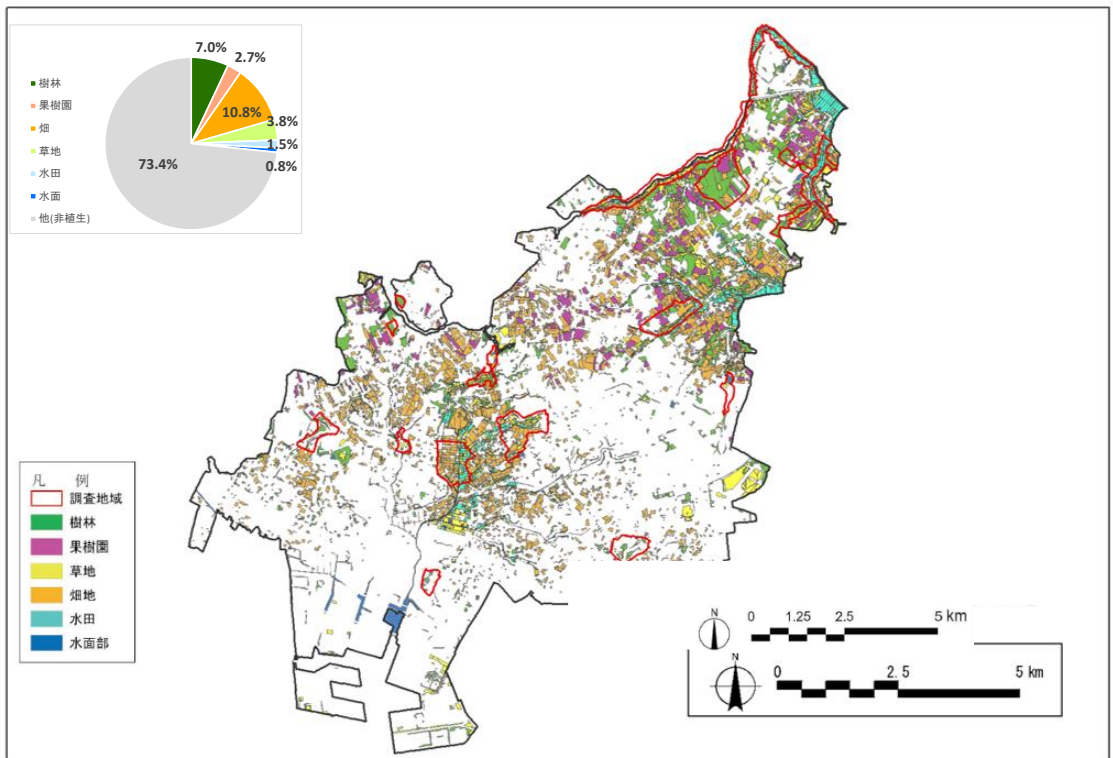 7.0%
2.7%
10.8%
3.8%
1.5%
0.8%
73.4%
樹林
果樹園
畑
草地
水田
水面
他(非植生)
凡 例
調査地域
樹林
果樹園
草地
畑地
水田
水面部
N
0 1.25 2.5 5 km
N
0 2.5 5 km